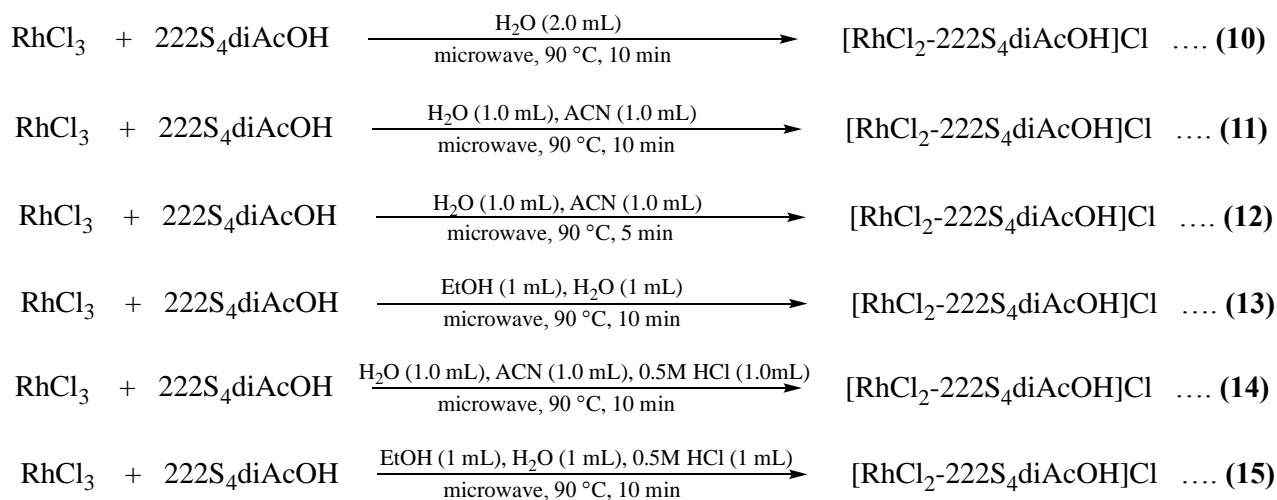 H₂O (2.0 mL)
RhCl₃ + 222S₄diAcOH [RhCl₂-222S₄diAcOH]Cl …. (10)
microwave, 90 °C, 10 min
H₂O (1.0 mL), ACN (1.0 mL)
RhCl₃ + 222S₄diAcOH [RhCl₂-222S₄diAcOH]Cl …. (11)
microwave, 90 °C, 10 min
H₂O (1.0 mL), ACN (1.0 mL)
RhCl₃ + 222S₄diAcOH [RhCl₂-222S₄diAcOH]Cl …. (12)
microwave, 90 °C, 5 min
EtOH (1 mL), H₂O (1 mL)
RhCl₃ + 222S₄diAcOH [RhCl₂-222S₄diAcOH]Cl …. (13)
microwave, 90 °C, 10 min
H₂O (1.0 mL), ACN (1.0 mL), 0.5M HCl (1.0mL)
RhCl₃ + 222S₄diAcOH [RhCl₂-222S₄diAcOH]Cl …. (14)
microwave, 90 °C, 10 min
EtOH (1 mL), H₂O (1 mL), 0.5M HCl (1 mL)
RhCl₃ + 222S₄diAcOH [RhCl₂-222S₄diAcOH]Cl …. (15)
microwave, 90 °C, 10 min